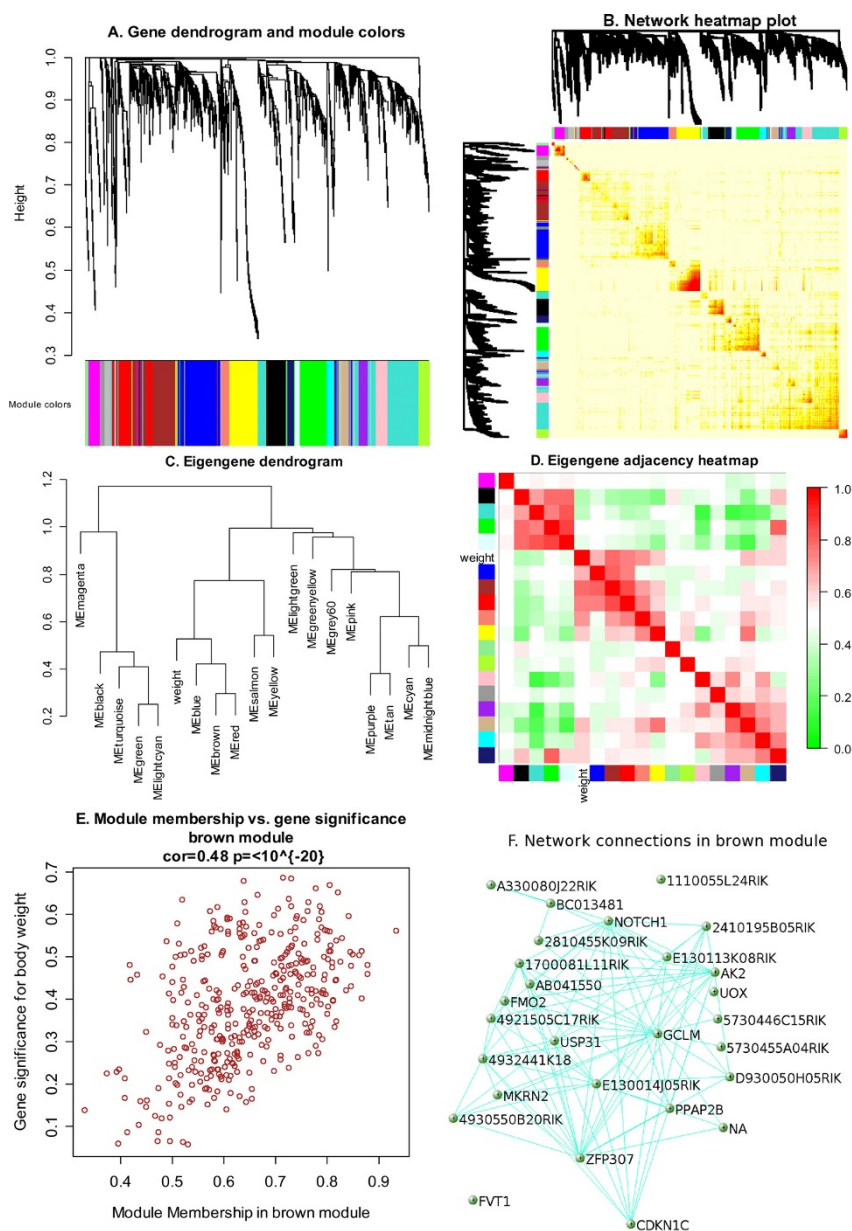 A. Gene dendrogram and module colors
Height
1.0
0.9
0.8
0.7
0.6
0.5
0.4
0.3
Module colors
B. Network heatmap plot
C. Eigengene dendrogram
1.2
1.0
0.8
0.6
0.4
0.2
MEmagenta
MEblack
MEturquoise
MEgreen
MElightcyan
weight
MEblue
MEbrown
MEred
MEsalmon
MEyellow
MElightgreen
MEgreenyellow
MEgrey60
MEpink
MEpurple
MEtan
MEcyan
MEmidnightblue
D. Eigengene adjacency heatmap
weight
weight
1.0
0.8
0.6
0.4
0.2
0.0
E. Module membership vs. gene significance
brown module
cor=0.48 p=<10^{-20}
Gene significance for body weight
0.7
0.6
0.5
0.4
0.3
0.2
0.1
0.4 0.5 0.6 0.7 0.8 0.9
Module Membership in brown module
F. Network connections in brown module
A330080J22RIK
1110055L24RIK
BC013481
NOTCH1
2410195B05RIK
2810455K09RIK
E130113K08RIK
1700081L11RIK
AK2
AB041550
UOX
FMO2
4921505C17RIK
5730446C15RIK
USP31
GCLM
5730455A04RIK
4932441K18
D930050H05RIK
E130014J05RIK
MKRN2
PPAP2B
4930550B20RIK
NA
ZFP307
FVT1
CDKN1C